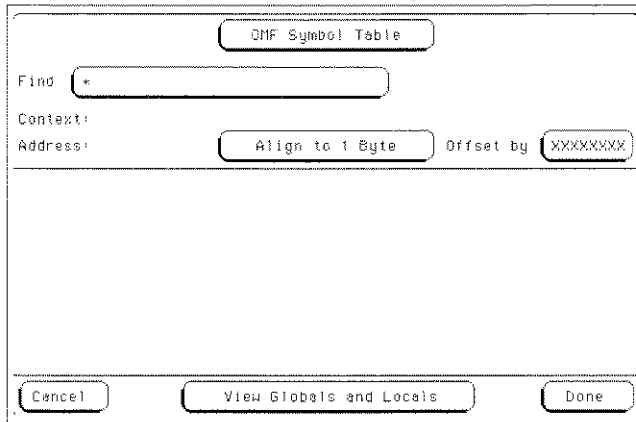 OMF Symbol Table
Find *
Context:
Address: Align to 1 Byte Offset by XXXXXXXX
Cancel View Globals and Locals Done